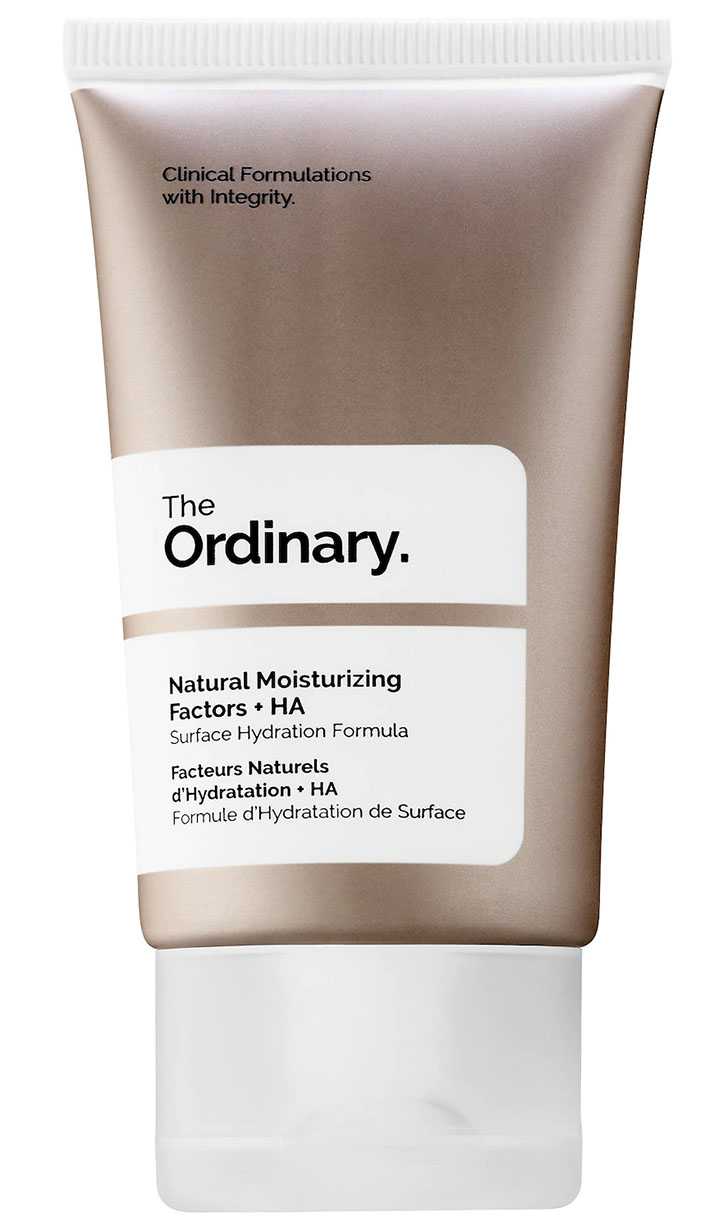 Clinical Formulations
with Integrity.
The
Ordinary.
Natural Moisturizing
Factors + HA
Surface Hydration Formula
Facteurs Naturels
d'Hydratation + HA
Formule d'Hydratation de Surface